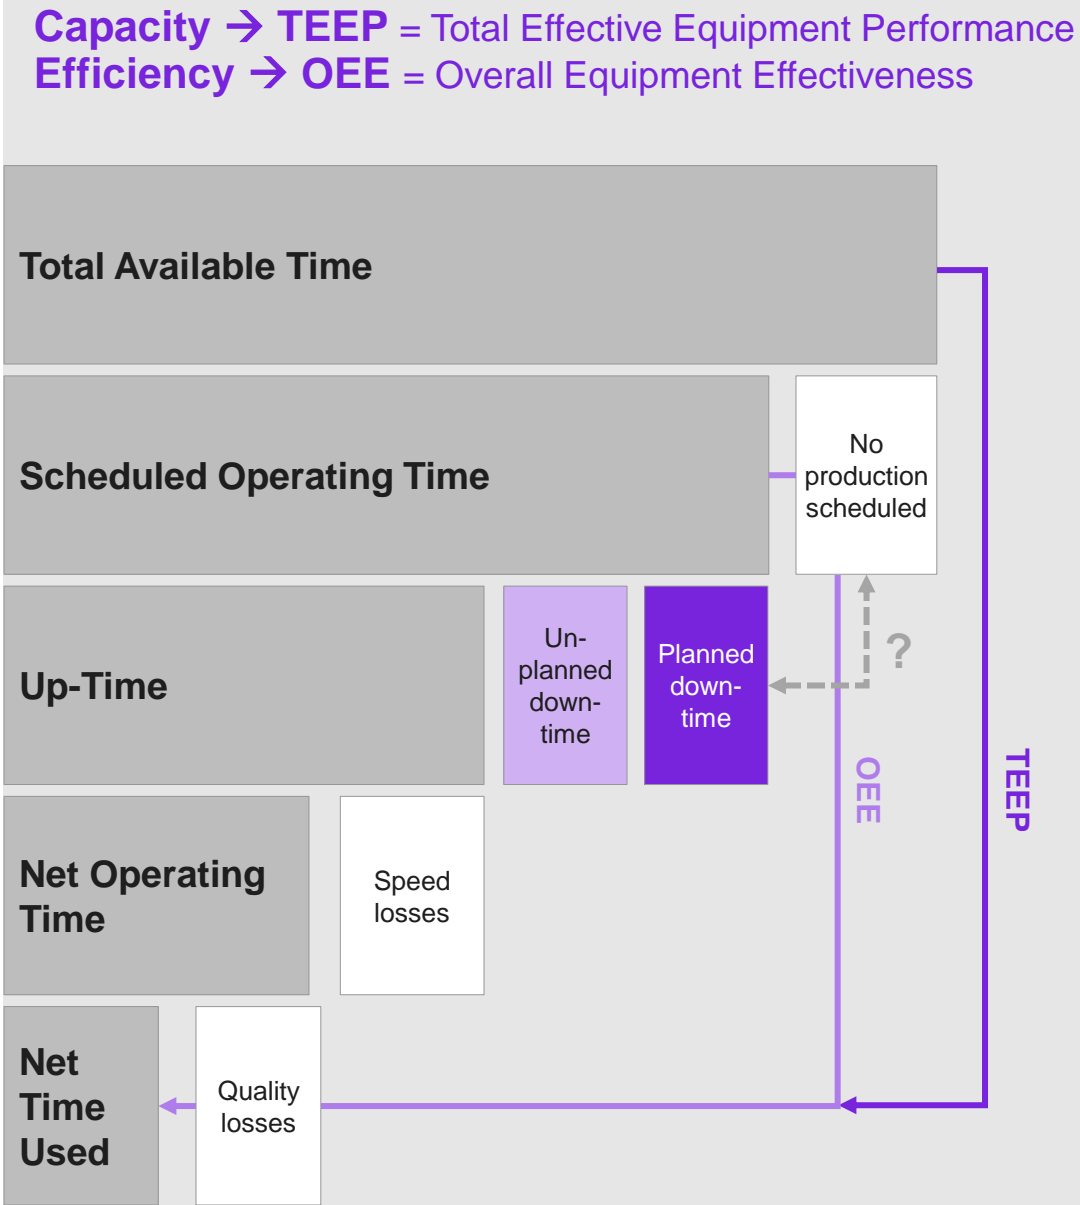 Capacity → TEEP = Total Effective Equipment Performance
Efficiency → OEE = Overall Equipment Effectiveness
Total Available Time
Scheduled Operating Time
No
production
scheduled
Up-Time
Un-
planned
down-
time
Planned
down-
time
?
OEE
TEEP
Net Operating
Time
Speed
losses
Net
Time
Used
Quality
losses